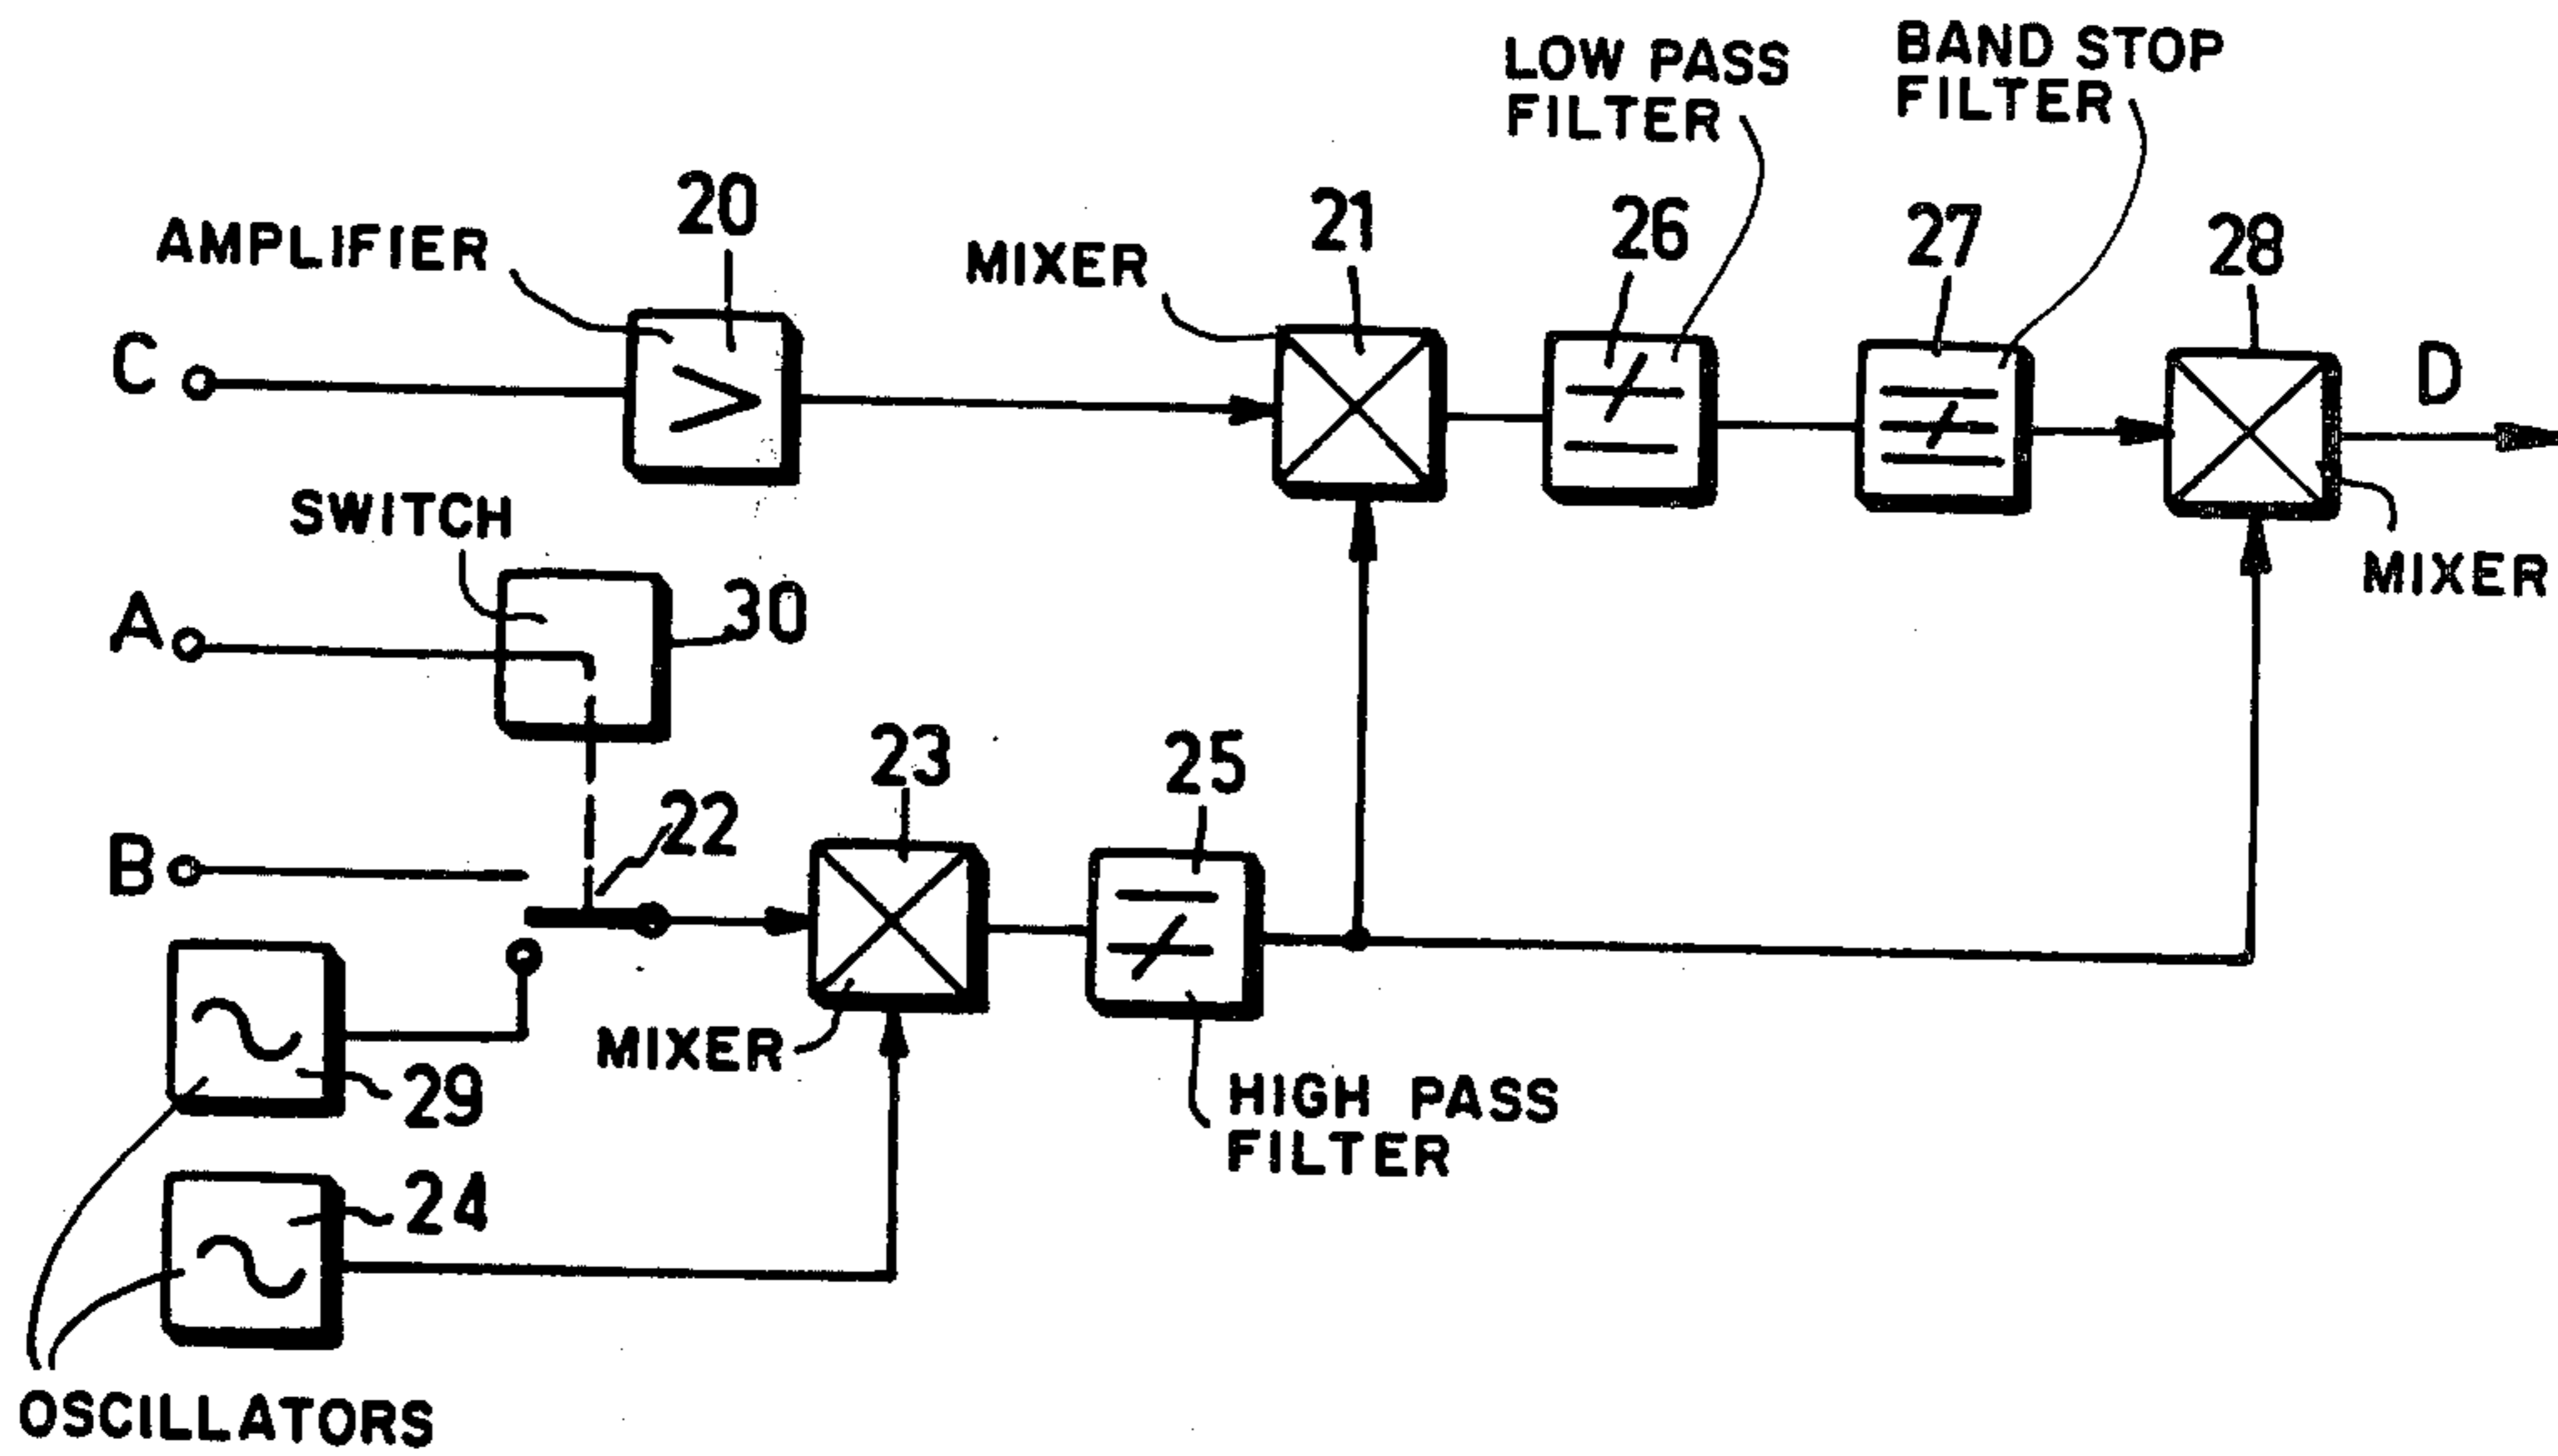 LOW PASS
FILTER
BAND STOP
FILTER
AMPLIFIER
20
MIXER
21
26
27
28
C
D
SWITCH
MIXER
A
30
23
25
B
22
MIXER
29
HIGH PASS
FILTER
24
OSCILLATORS